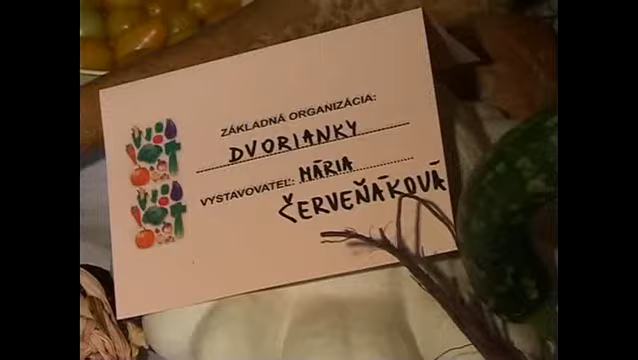 ZÁKLADNÁ ORGANIZÁCIA:
DVORIANKY
VYSTAVOVATEĽ: MÁRIA
ČERVEŇÁKOVÁ